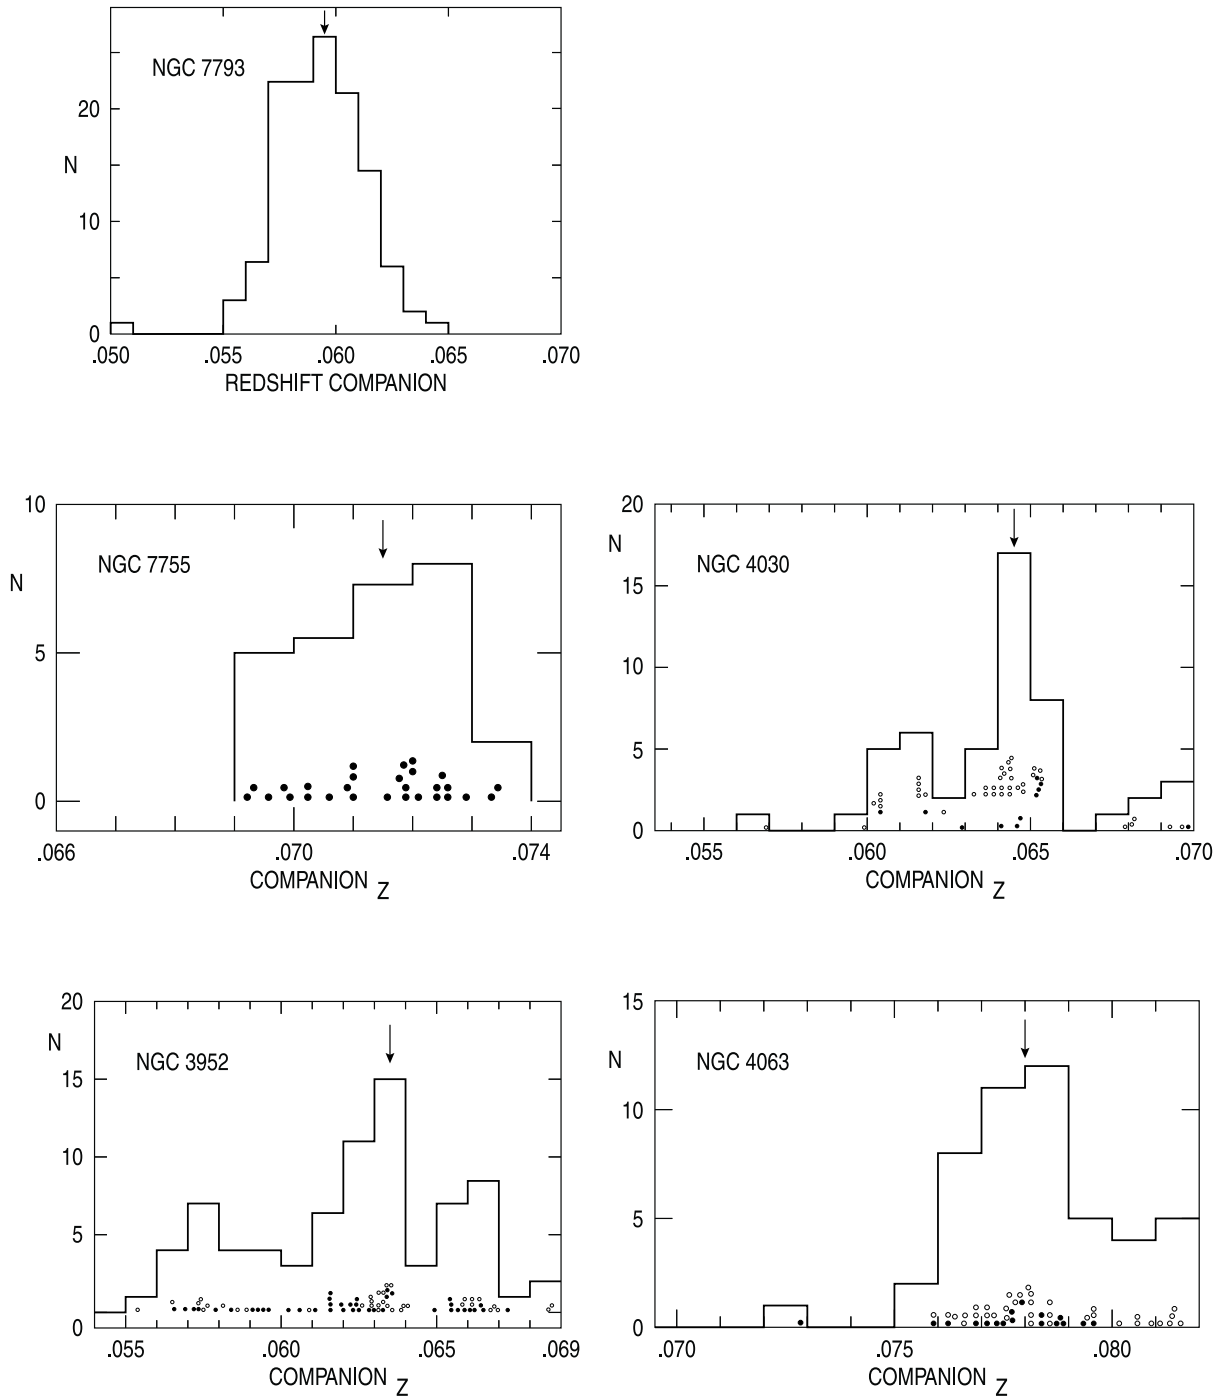 NGC 7793
20
N
10
0
.050 .055 .060 .065 .070
REDSHIFT COMPANION
10
NGC 7755
N
5
0
.066 .070 .074
COMPANION Z
20
N
NGC 4030
15
10
5
0
.055 .060 .065 .070
COMPANION Z
20
N
NGC 3952
15
10
5
0
.055 .060 .065 .069
COMPANION Z
15
N
NGC 4063
10
5
0
.070 .075 .080
COMPANION Z